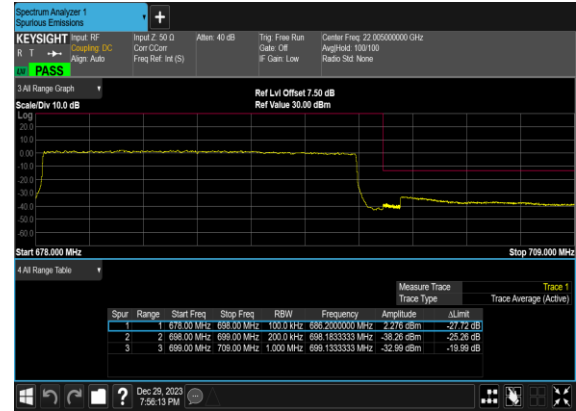 Spectrum Analyzer 1
Spurious Emissions
+
KEYSIGHT Input: RF Input Z: 50 Ω Atten: 40 dB Trig: Free Run Center Freq: 22.005000000 GHz
R T Coupling: DC Corr CCorr Gate: Off Avg|Hold: 100/100
Align: Auto Freq Ref: Int (S) IF Gain: Low Radio Std: None
PASS
3 All Range Graph
Ref Lvl Offset 7.50 dB
Scale/Div 10.0 dB Ref Value 30.00 dBm
Log
20.0
10.0
0.00
-10.0
-20.0
-30.0
-40.0
-50.0
-60.0
Start 678.000 MHz Stop 709.000 MHz
4 All Range Table
Measure Trace Trace 1
Trace Type Trace Average (Active)
Spur Range Start Freq Stop Freq RBW Frequency Amplitude ΔLimit
1 1 678.00 MHz 698.00 MHz 100.0 kHz 686.2000000 MHz 2.276 dBm -27.72 dB
2 2 698.00 MHz 699.00 MHz 200.0 kHz 698.1833333 MHz -38.26 dBm -25.26 dB
3 3 699.00 MHz 709.00 MHz 1.000 MHz 699.1333333 MHz -32.99 dBm -19.99 dB
? Dec 29, 2023
7:56:13 PM